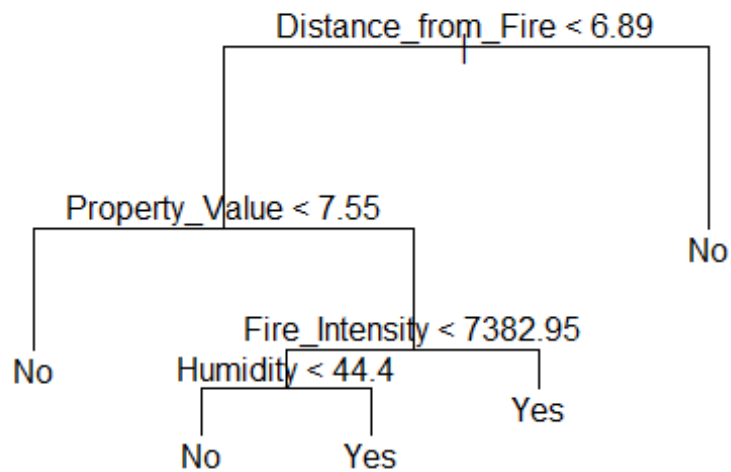 Distance_from_Fire < 6.89
Property_Value < 7.55
No
Fire_Intensity < 7382.95
No
Humidity < 44.4
Yes
No
Yes